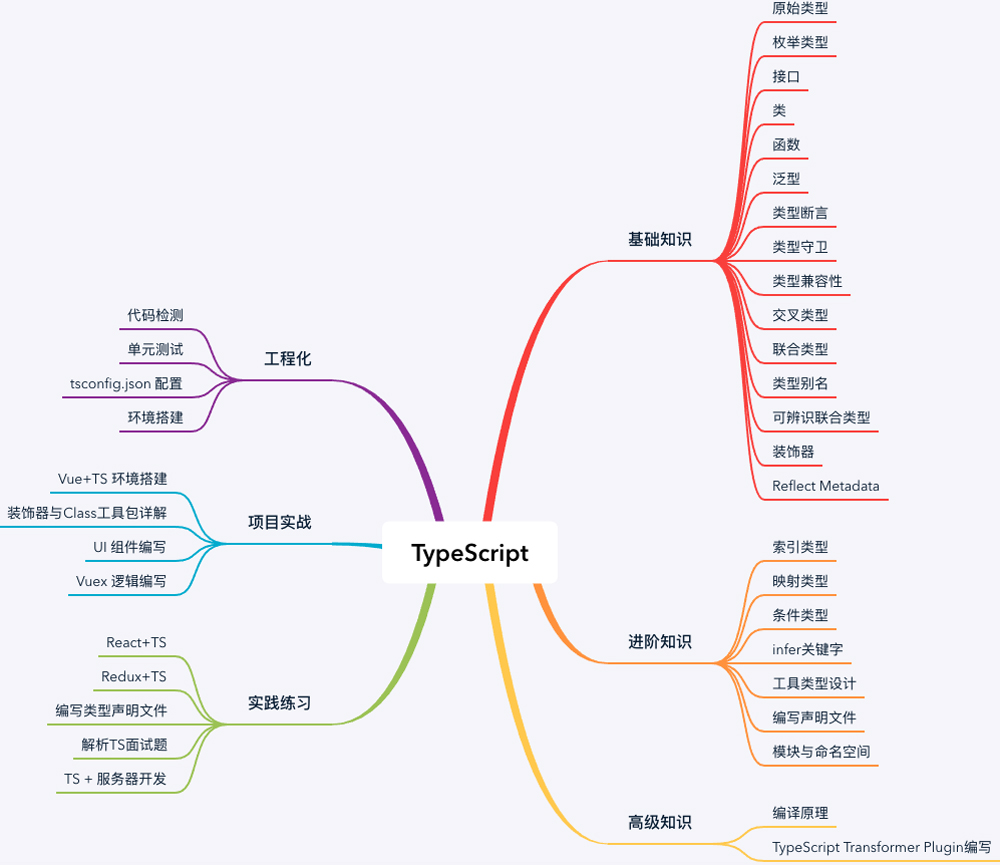 TypeScript
基础知识
原始类型
枚举类型
接口
类
函数
泛型
类型断言
类型守卫
类型兼容性
交叉类型
联合类型
类型别名
可辨识联合类型
装饰器
Reflect Metadata
进阶知识
索引类型
映射类型
条件类型
infer关键字
工具类型设计
编写声明文件
模块与命名空间
高级知识
编译原理
TypeScript Transformer Plugin编写
工程化
代码检测
单元测试
tsconfig.json 配置
环境搭建
项目实战
Vue+TS 环境搭建
装饰器与Class工具包详解
UI 组件编写
Vuex 逻辑编写
实践练习
React+TS
Redux+TS
编写类型声明文件
解析TS面试题
TS + 服务器开发